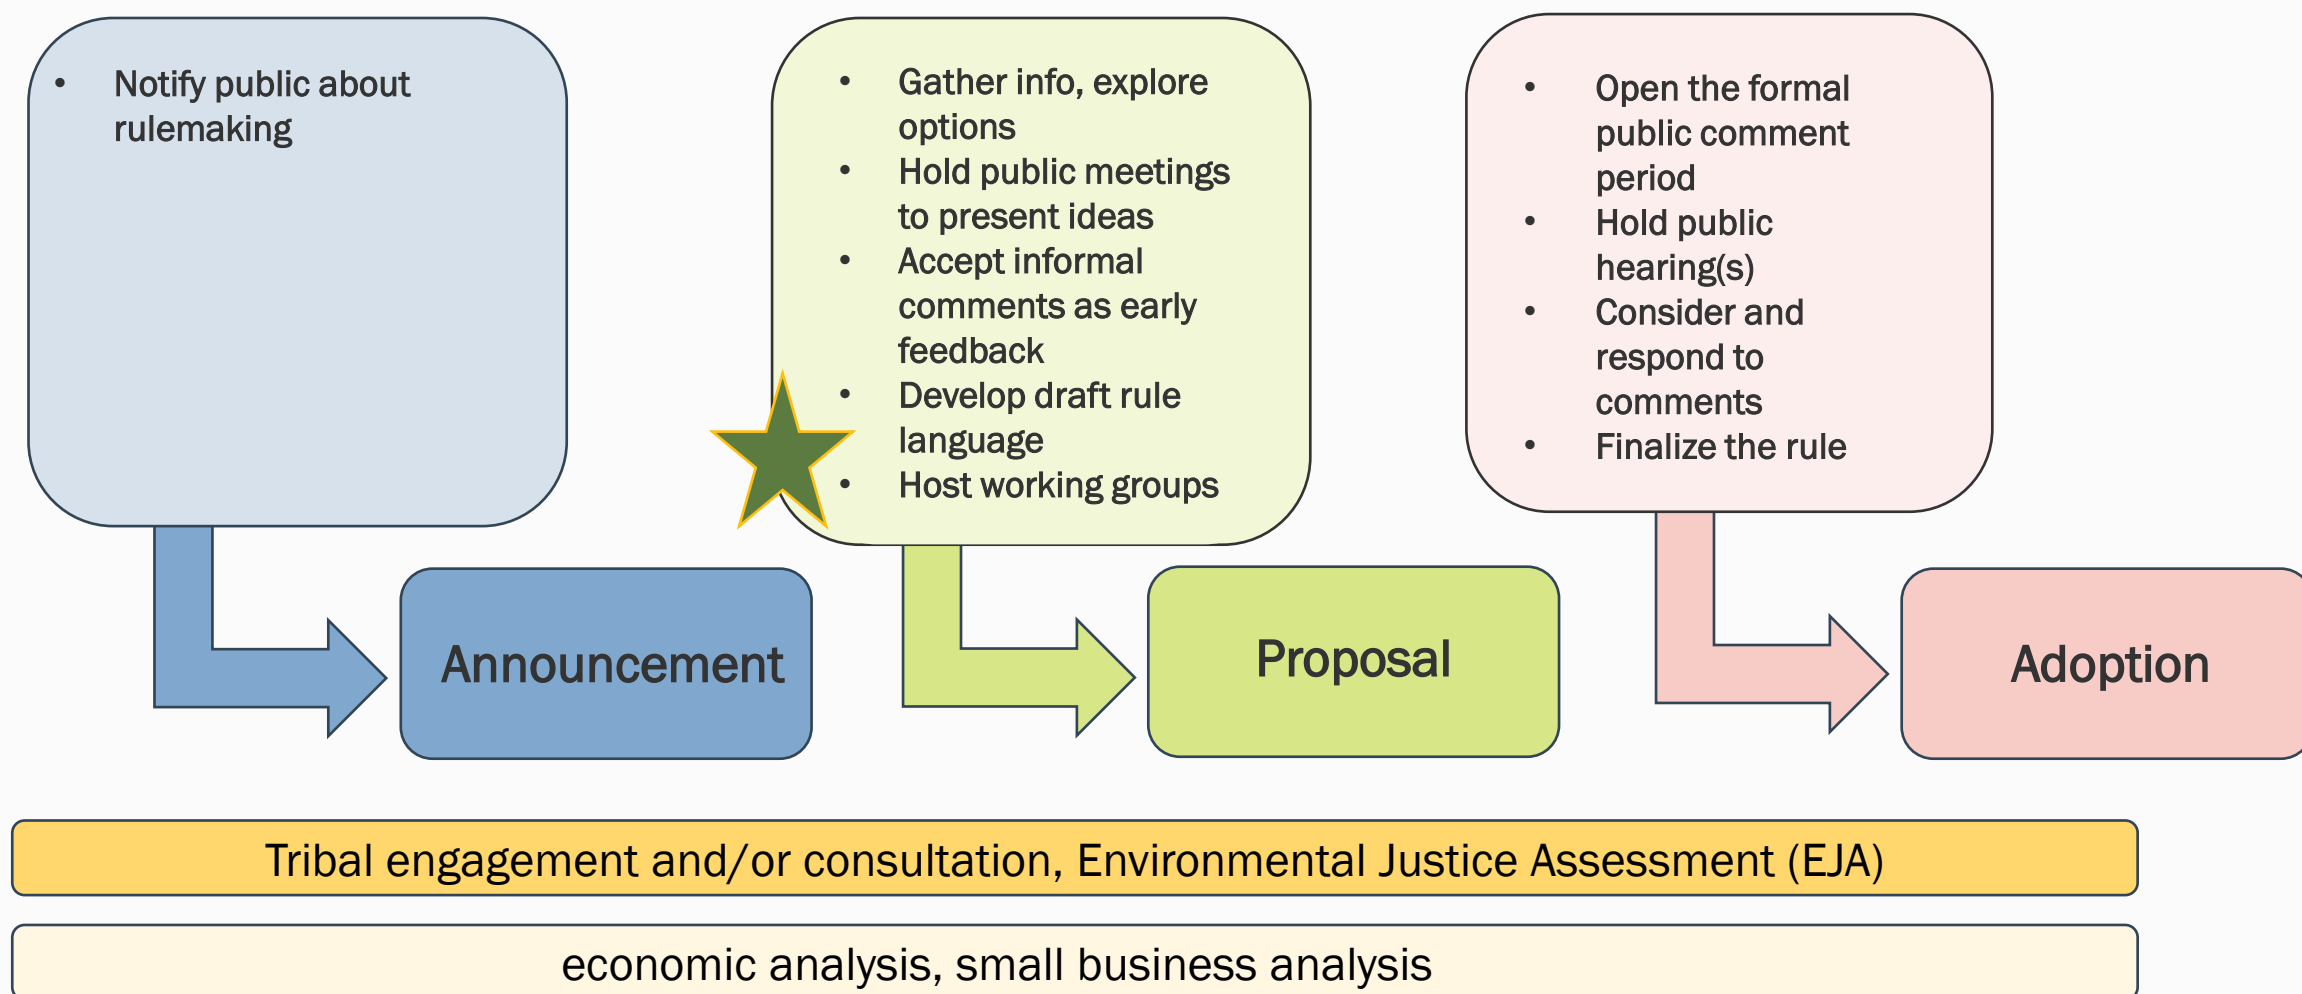 • Notify public about
rulemaking
• Gather info, explore
options
• Hold public meetings
to present ideas
• Accept informal
comments as early
feedback
• Develop draft rule
language
• Host working groups
• Open the formal
public comment
period
• Hold public
hearing(s)
• Consider and
respond to
comments
• Finalize the rule
Announcement
Proposal
Adoption
Tribal engagement and/or consultation, Environmental Justice Assessment (EJA)
economic analysis, small business analysis